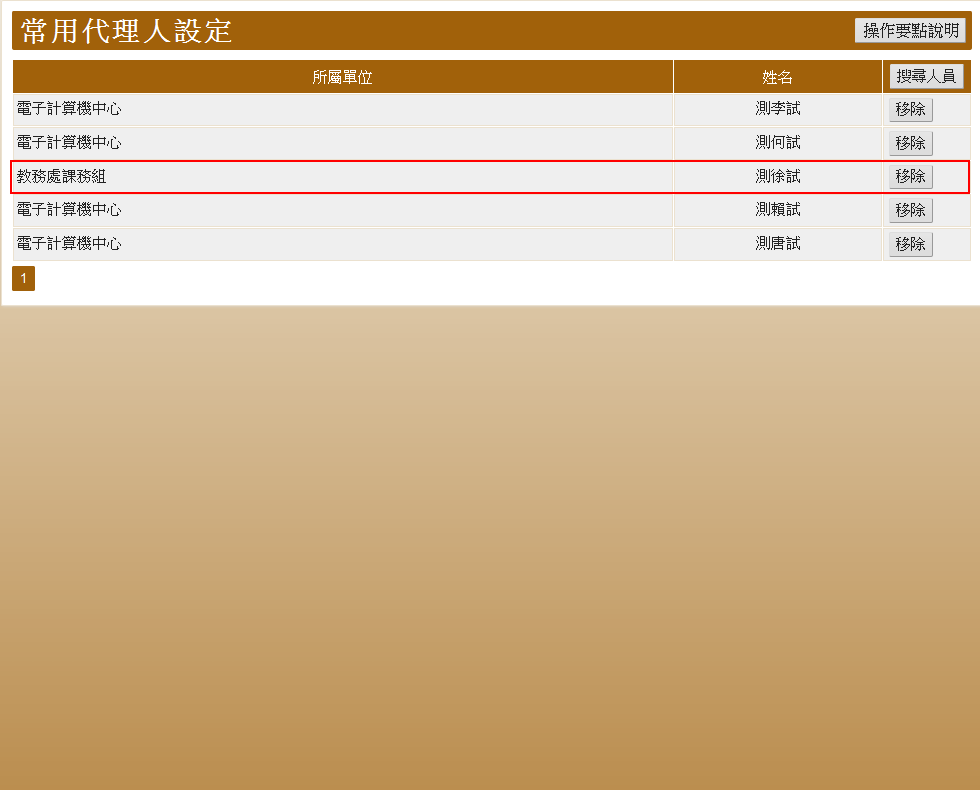 常用代理人設定 操作要點說明
所屬單位 姓名 搜尋人員
電子計算機中心 測李試 移除
電子計算機中心 測何試 移除
教務處課務組 測徐試 移除
電子計算機中心 測賴試 移除
電子計算機中心 測唐試 移除
1